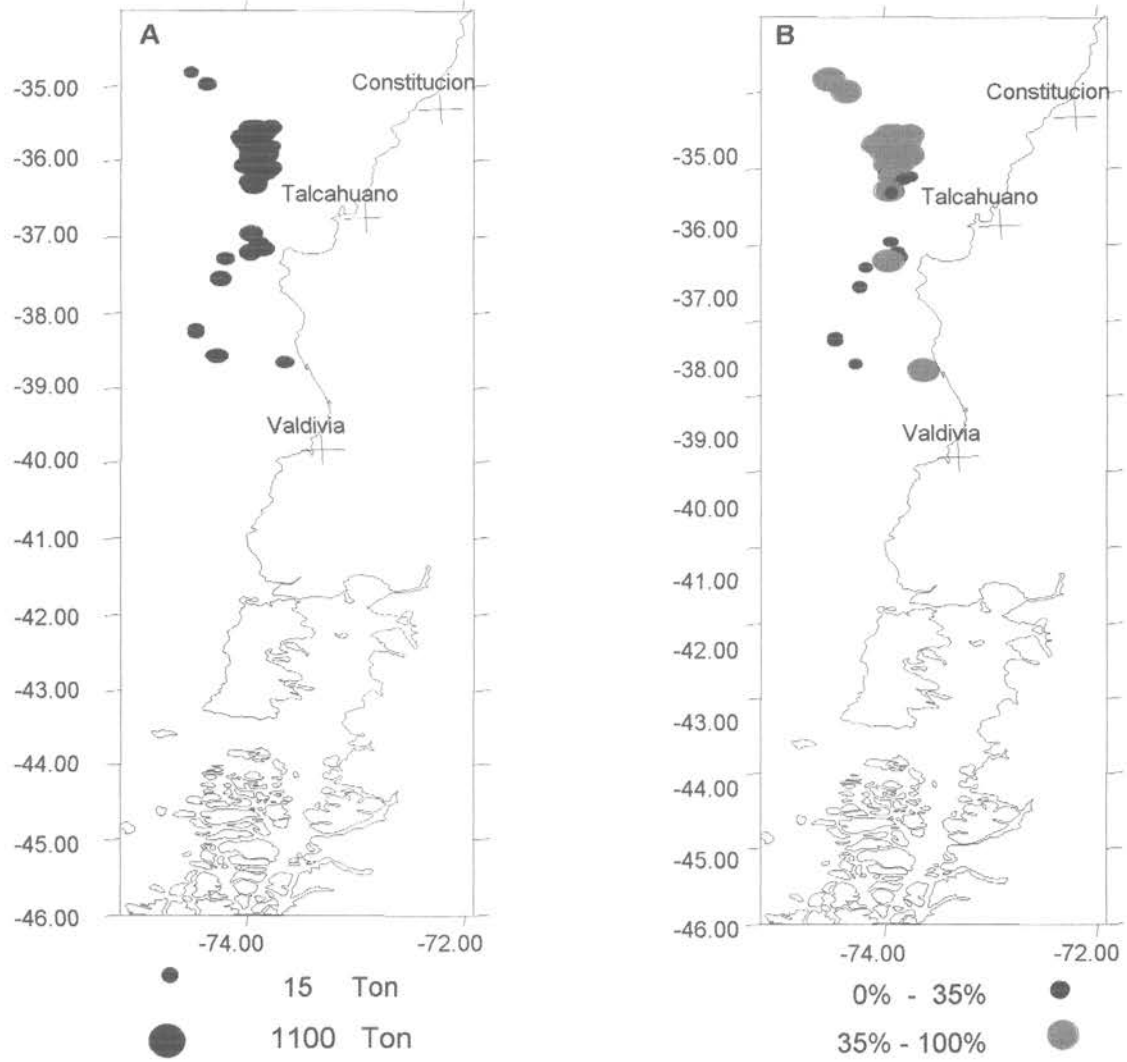 A
-35.00
Constitucion
-36.00
Talcahuano
-37.00
-38.00
-39.00
Valdivia
-40.00
-41.00
-42.00
-43.00
-44.00
-45.00
-46.00
-74.00 -72.00
15 Ton
1100 Ton
B
Constitucion
-35.00
Talcahuano
-36.00
-37.00
-38.00
Valdivia
-39.00
-40.00
-41.00
-42.00
-43.00
-44.00
-45.00
-46.00
-74.00 -72.00
0% - 35%
35% - 100%